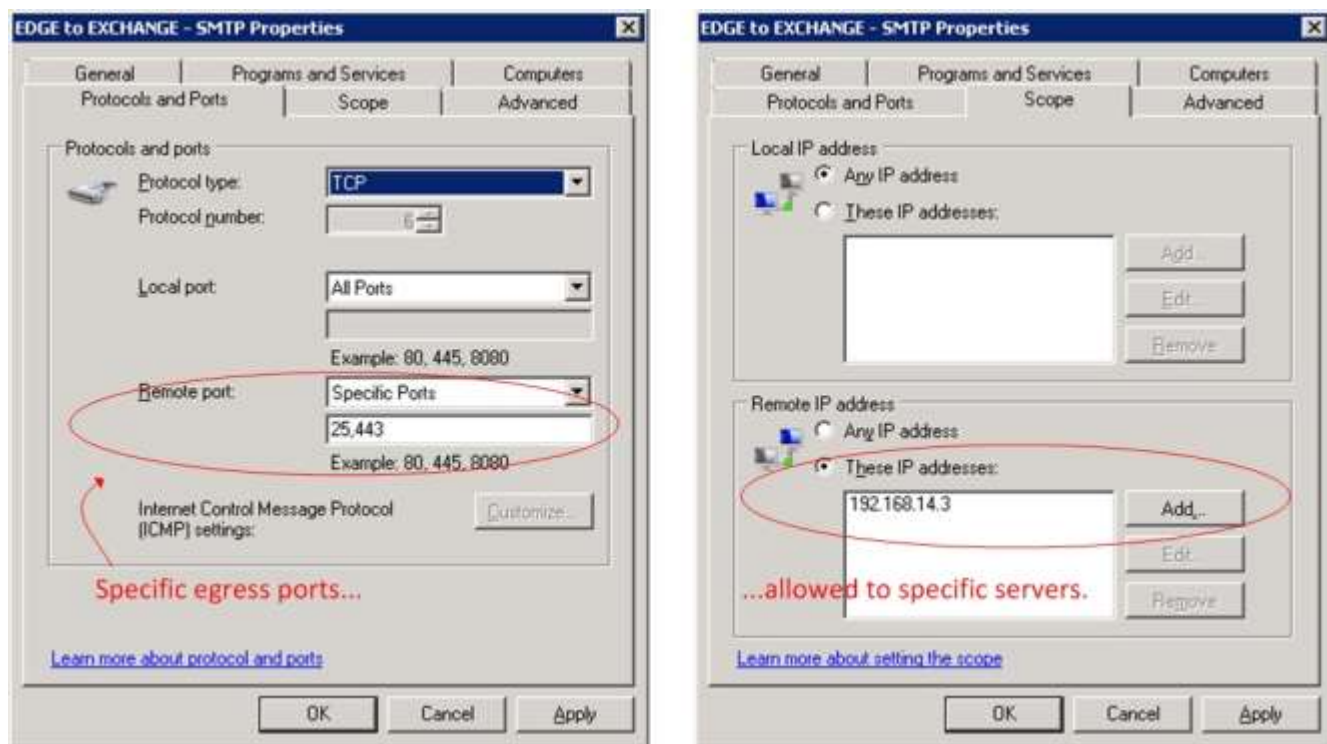 EDGE to EXCHANGE - SMTP Properties
General
Programs and Services
Computers
Protocols and Ports
Scope
Advanced
Protocols and ports
Protocol type:
TCP
Protocol number:
6
Local port:
All Ports
Example: 80, 445, 8080
Remote port:
Specific Ports
25,443
Example: 80, 445, 8080
Internet Control Message Protocol
(ICMP) settings:
Customize...
Specific egress ports...
Learn more about protocol and ports
OK
Cancel
Apply
EDGE to EXCHANGE - SMTP Properties
General
Programs and Services
Computers
Protocols and Ports
Scope
Advanced
Local IP address
Any IP address
These IP addresses:
Add...
Edit...
Remove
Remote IP address
Any IP address
These IP addresses:
192.168.14.3
Add...
Edit...
...allowed to specific servers.
Remove
Learn more about setting the scope
OK
Cancel
Apply